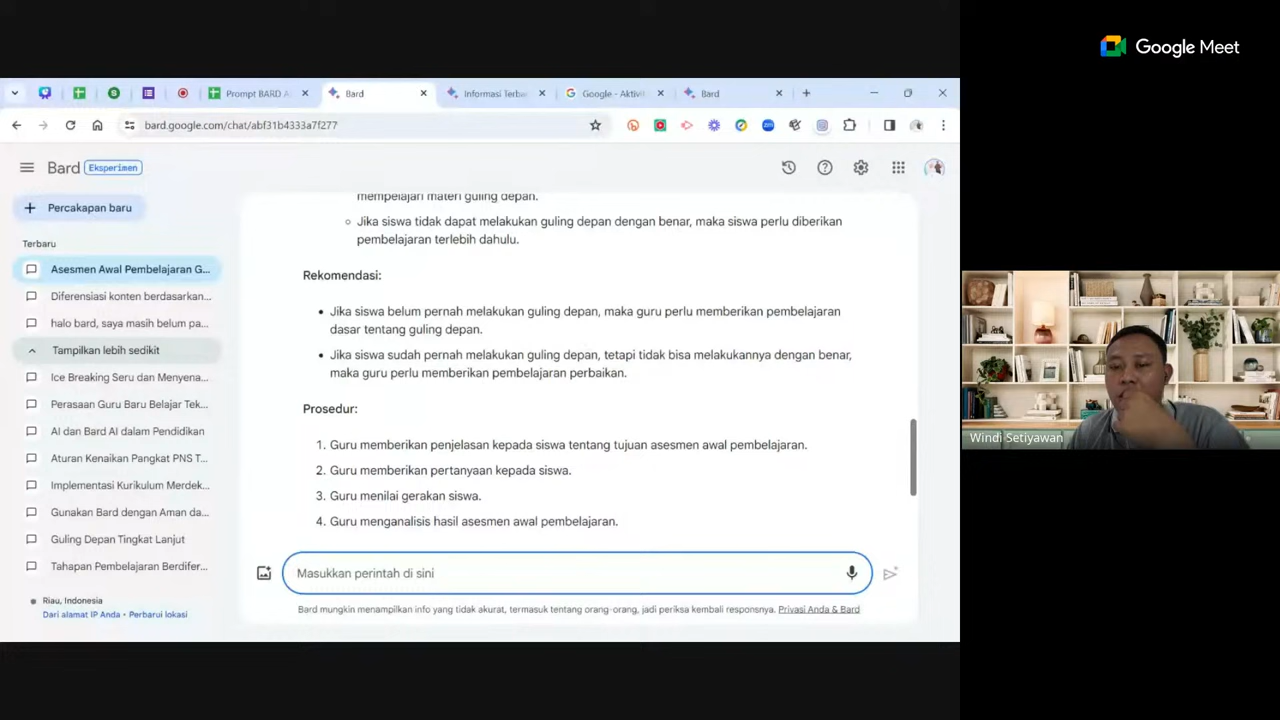 Google Meet
Prompt BARD A
Bard
Informasi Terba
Google - Aktivit
Bard
bard.google.com/chat/abf31b4333a7f277
Bard Eksperimen
Percakapan baru
Terbaru
Asesmen Awal Pembelajaran G...
Diferensiasi konten berdasarkan...
halo bard, saya masih belum pa...
Tampilkan lebih sedikit
Ice Breaking Seru dan Menyena...
Perasaan Guru Baru Belajar Tek...
AI dan Bard AI dalam Pendidikan
Aturan Kenaikan Pangkat PNS T...
Implementasi Kurikulum Merdek...
Gunakan Bard dengan Aman da...
Guling Depan Tingkat Lanjut
Tahapan Pembelajaran Berdifer...
Riau, Indonesia
Dari alamat IP Anda • Perbarui lokasi
mempelajari materi guling depan.
Jika siswa tidak dapat melakukan guling depan dengan benar, maka siswa perlu diberikan
pembelajaran terlebih dahulu.
Rekomendasi:
• Jika siswa belum pernah melakukan guling depan, maka guru perlu memberikan pembelajaran
dasar tentang guling depan.
• Jika siswa sudah pernah melakukan guling depan, tetapi tidak bisa melakukannya dengan benar,
maka guru perlu memberikan pembelajaran perbaikan.
Prosedur:
1. Guru memberikan penjelasan kepada siswa tentang tujuan asesmen awal pembelajaran.
2. Guru memberikan pertanyaan kepada siswa.
3. Guru menilai gerakan siswa.
4. Guru menganalisis hasil asesmen awal pembelajaran.
Masukkan perintah di sini
Bard mungkin menampilkan info yang tidak akurat, termasuk tentang orang-orang, jadi periksa kembali responsnya. Privasi Anda & Bard
Windi Setiyawan